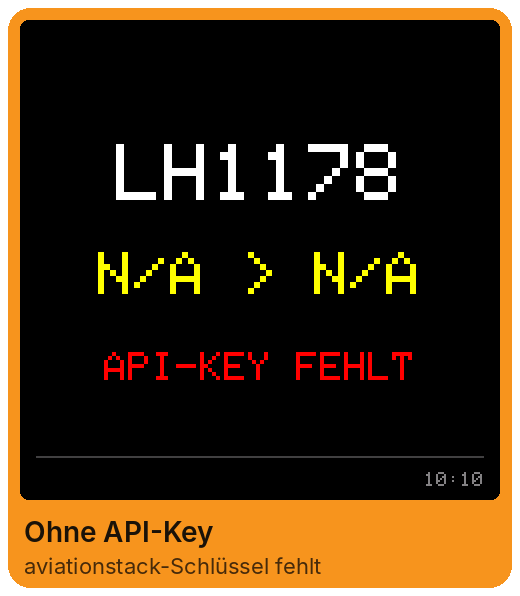 LH1178
N/A > N/A
API-KEY FEHLT
10:10
Ohne API-Key
aviationstack-Schlüssel fehlt